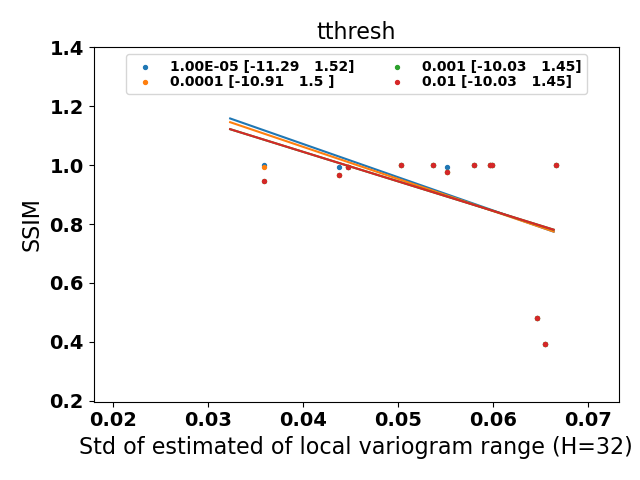 tthresh
1.00E-05 [-11.29 1.52]
0.0001 [-10.91 1.5 ]
0.001 [-10.03 1.45]
0.01 [-10.03 1.45]
1.4
1.2
1.0
0.8
0.6
0.4
0.2
SSIM
0.02 0.03 0.04 0.05 0.06 0.07
Std of estimated of local variogram range (H=32)